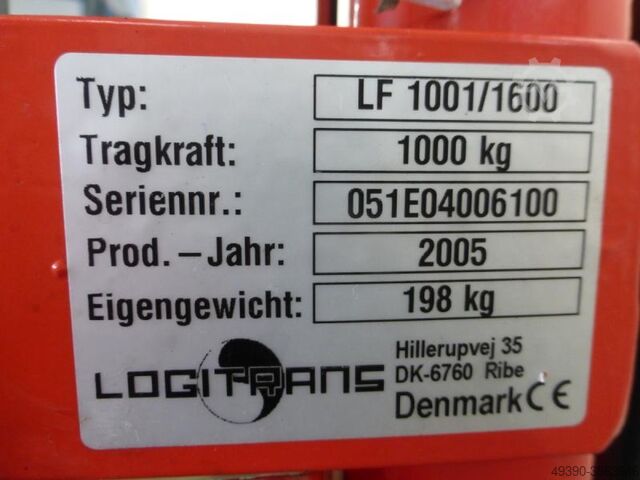 Typ: LF 1001/1600
Tragkraft: 1000 kg
Seriennr.: 051E04006100
Prod.-Jahr: 2005
Eigengewicht: 198 kg
LOGITRANS
Hillerupvej 35
DK-6760 Ribe
Denmark CE